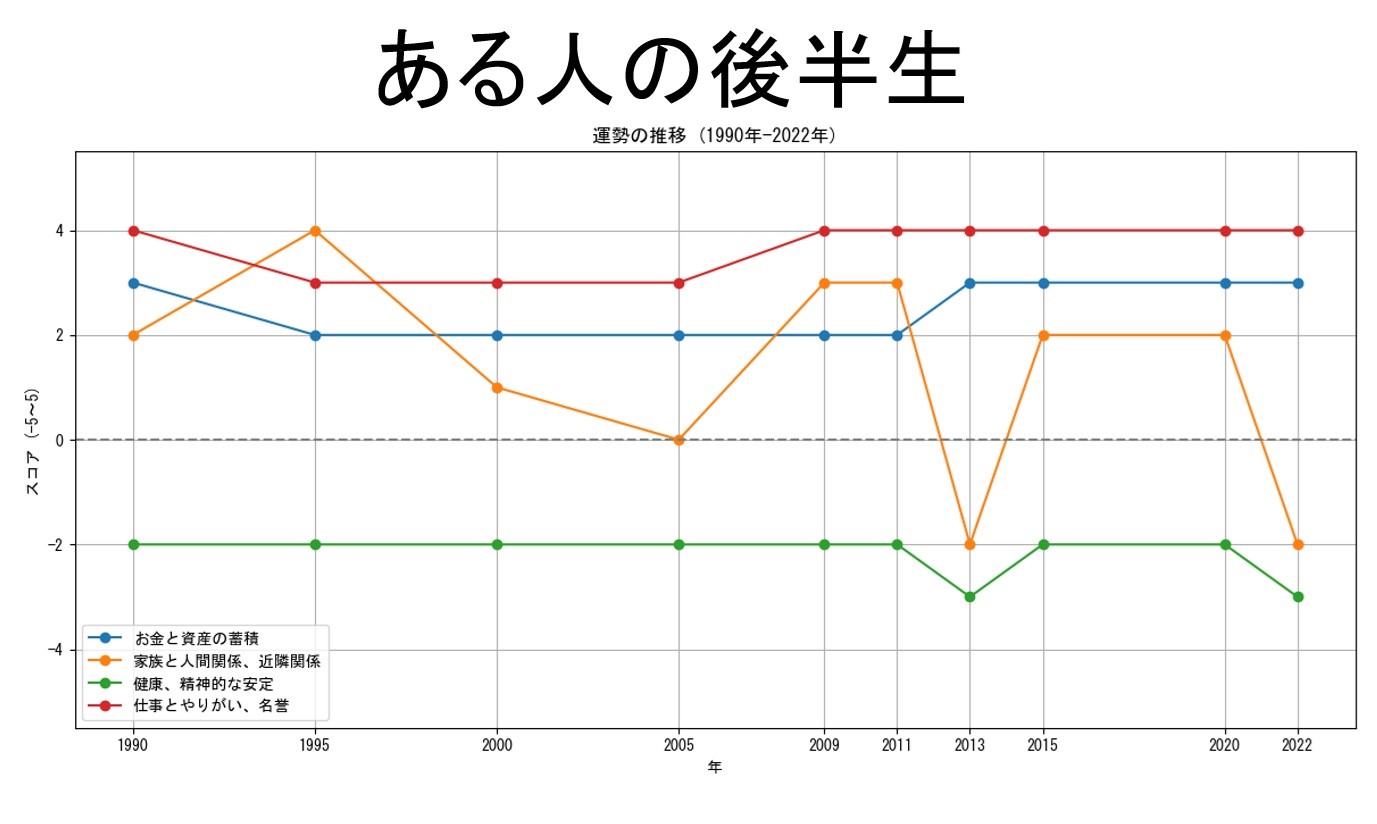 ある人の後半生
運勢の推移 (1990年-2022年)
スコア (-5～5)
4
2
0
-2
-4
お金と資産の蓄積
家族と人間関係、近隣関係
健康、精神的な安定
仕事とやりがい、名誉
1990 1995 2000 2005 2009 2011 2013 2015 2020 2022
年